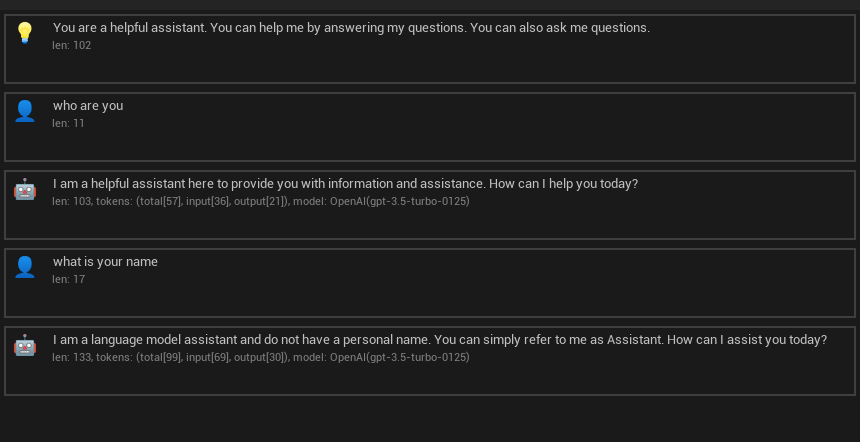 You are a helpful assistant. You can help me by answering my questions. You can also ask me questions.
len: 102
who are you
len: 11
I am a helpful assistant here to provide you with information and assistance. How can I help you today?
len: 103, tokens: (total[57], input[36], output[21]), model: OpenAI(gpt-3.5-turbo-0125)
what is your name
len: 17
I am a language model assistant and do not have a personal name. You can simply refer to me as Assistant. How can I assist you today?
len: 133, tokens: (total[99], input[69], output[30]), model: OpenAI(gpt-3.5-turbo-0125)